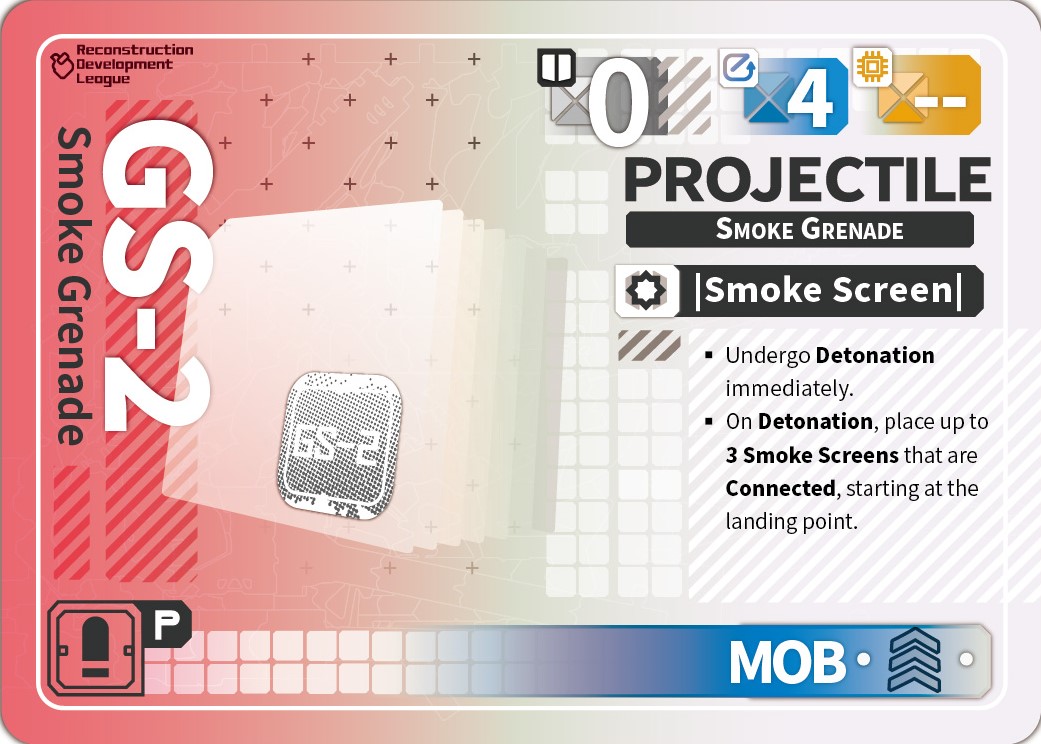 Reconstruction
Development
League
GS-2
Smoke Grenade
0
4
--
PROJECTILE
SMOKE GRENADE
|Smoke Screen|
▪ Undergo Detonation
immediately.
▪ On Detonation, place up to
3 Smoke Screens that are
Connected, starting at the
landing point.
GS-2
P
MOB